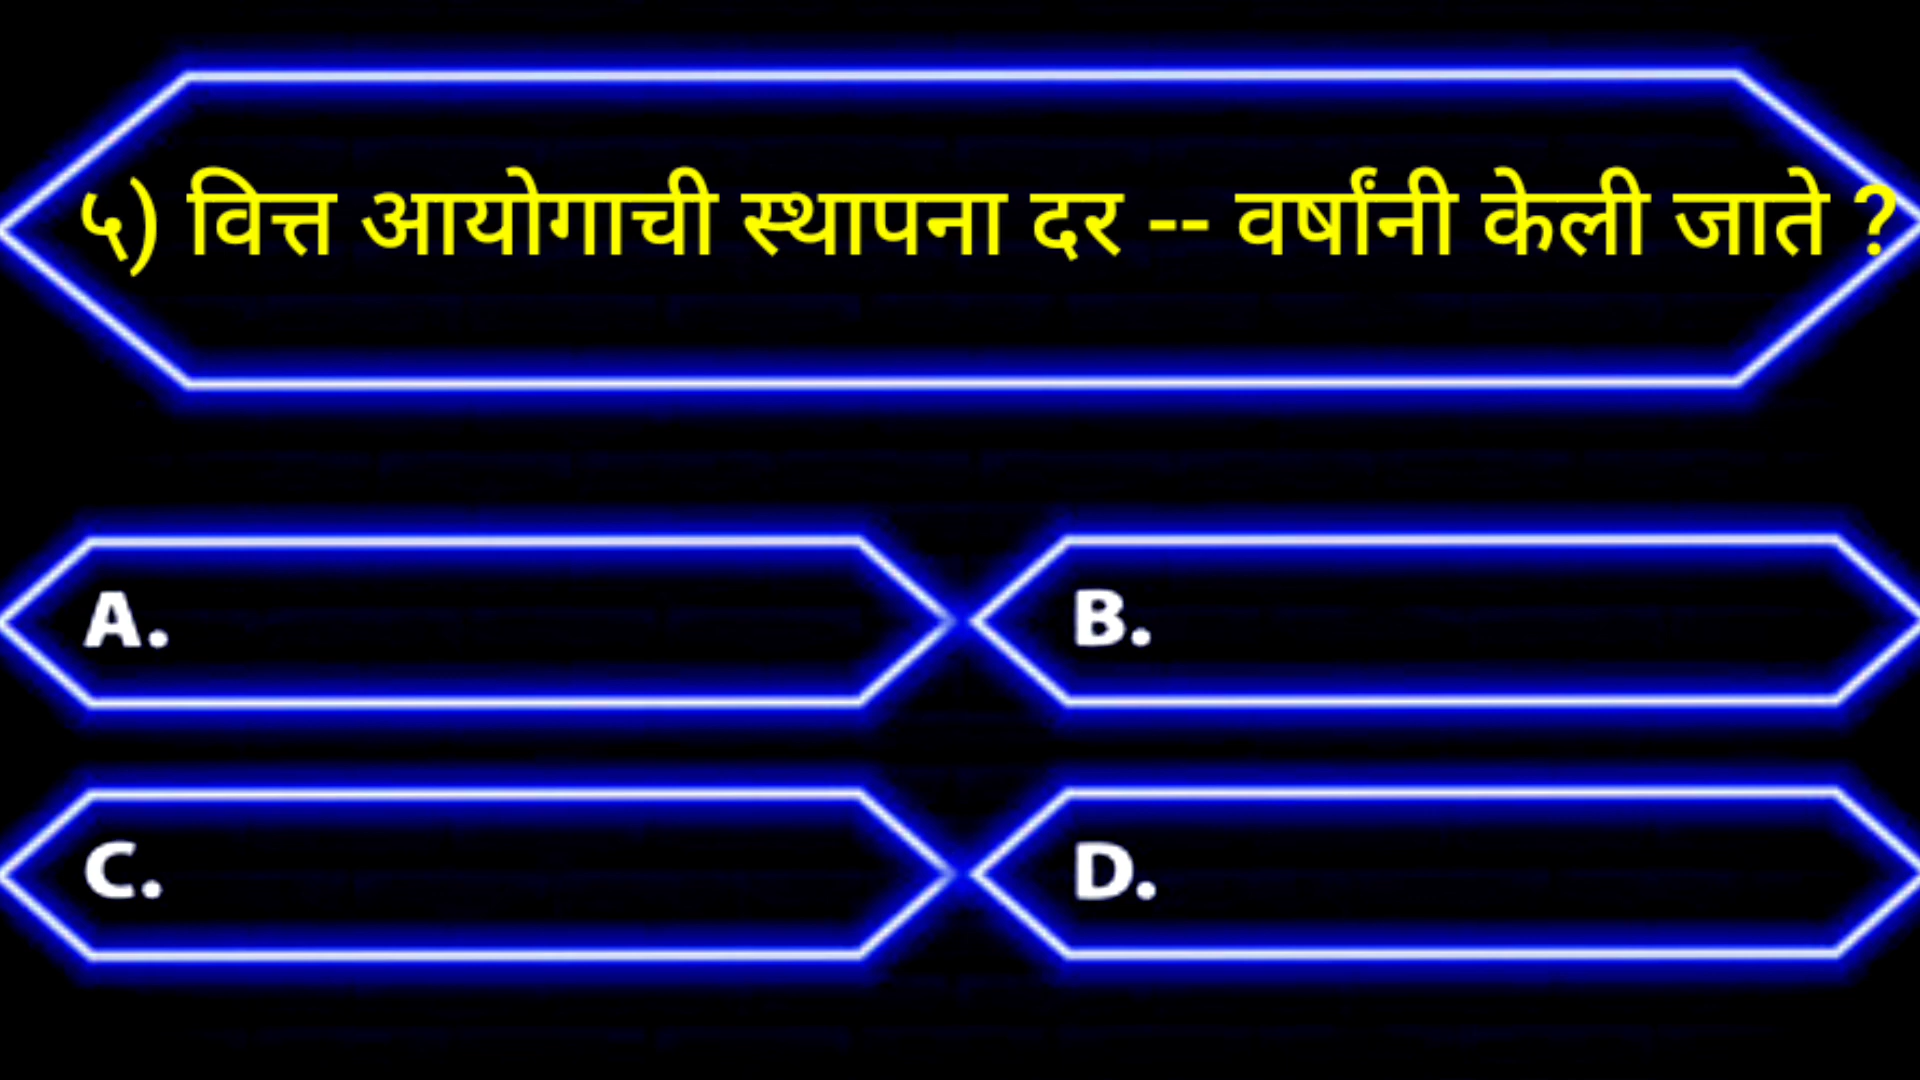 ५) वित्त आयोगाची स्थापना दर -- वर्षांनी केली जाते ?
A.
B.
C.
D.